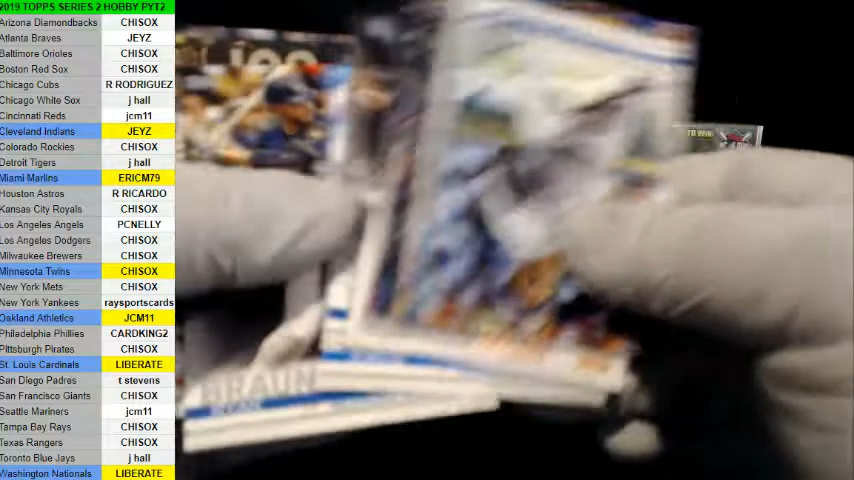 2019 TOPPS SERIES 2 HOBBY PYT2
Arizona Diamondbacks CHISOX
Atlanta Braves JEYZ
Baltimore Orioles CHISOX
Boston Red Sox CHISOX
Chicago Cubs R RODRIGUEZ
Chicago White Sox j hall
Cincinnati Reds jcm11
Cleveland Indians JEYZ
Colorado Rockies CHISOX
Detroit Tigers j hall
Miami Marlins ERICM79
Houston Astros R RICARDO
Kansas City Royals CHISOX
Los Angeles Angels PCNELLY
Los Angeles Dodgers CHISOX
Milwaukee Brewers CHISOX
Minnesota Twins CHISOX
New York Mets CHISOX
New York Yankees raysportscards
Oakland Athletics JCM11
Philadelphia Phillies CARDKING2
Pittsburgh Pirates CHISOX
St. Louis Cardinals LIBERATE
San Diego Padres t stevens
San Francisco Giants CHISOX
Seattle Mariners jcm11
Tampa Bay Rays CHISOX
Texas Rangers CHISOX
Toronto Blue Jays j hall
Washington Nationals LIBERATE
TO WIN
BRAUN
RYAN